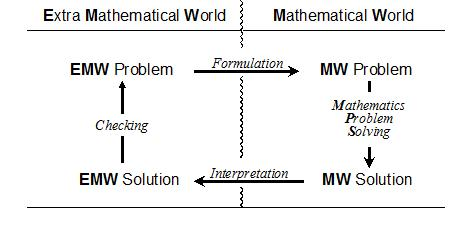 Extra Mathematical World
Mathematical World
EMW Problem
Formulation
MW Problem
Checking
Mathematics
Problem
Solving
EMW Solution
Interpretation
MW Solution